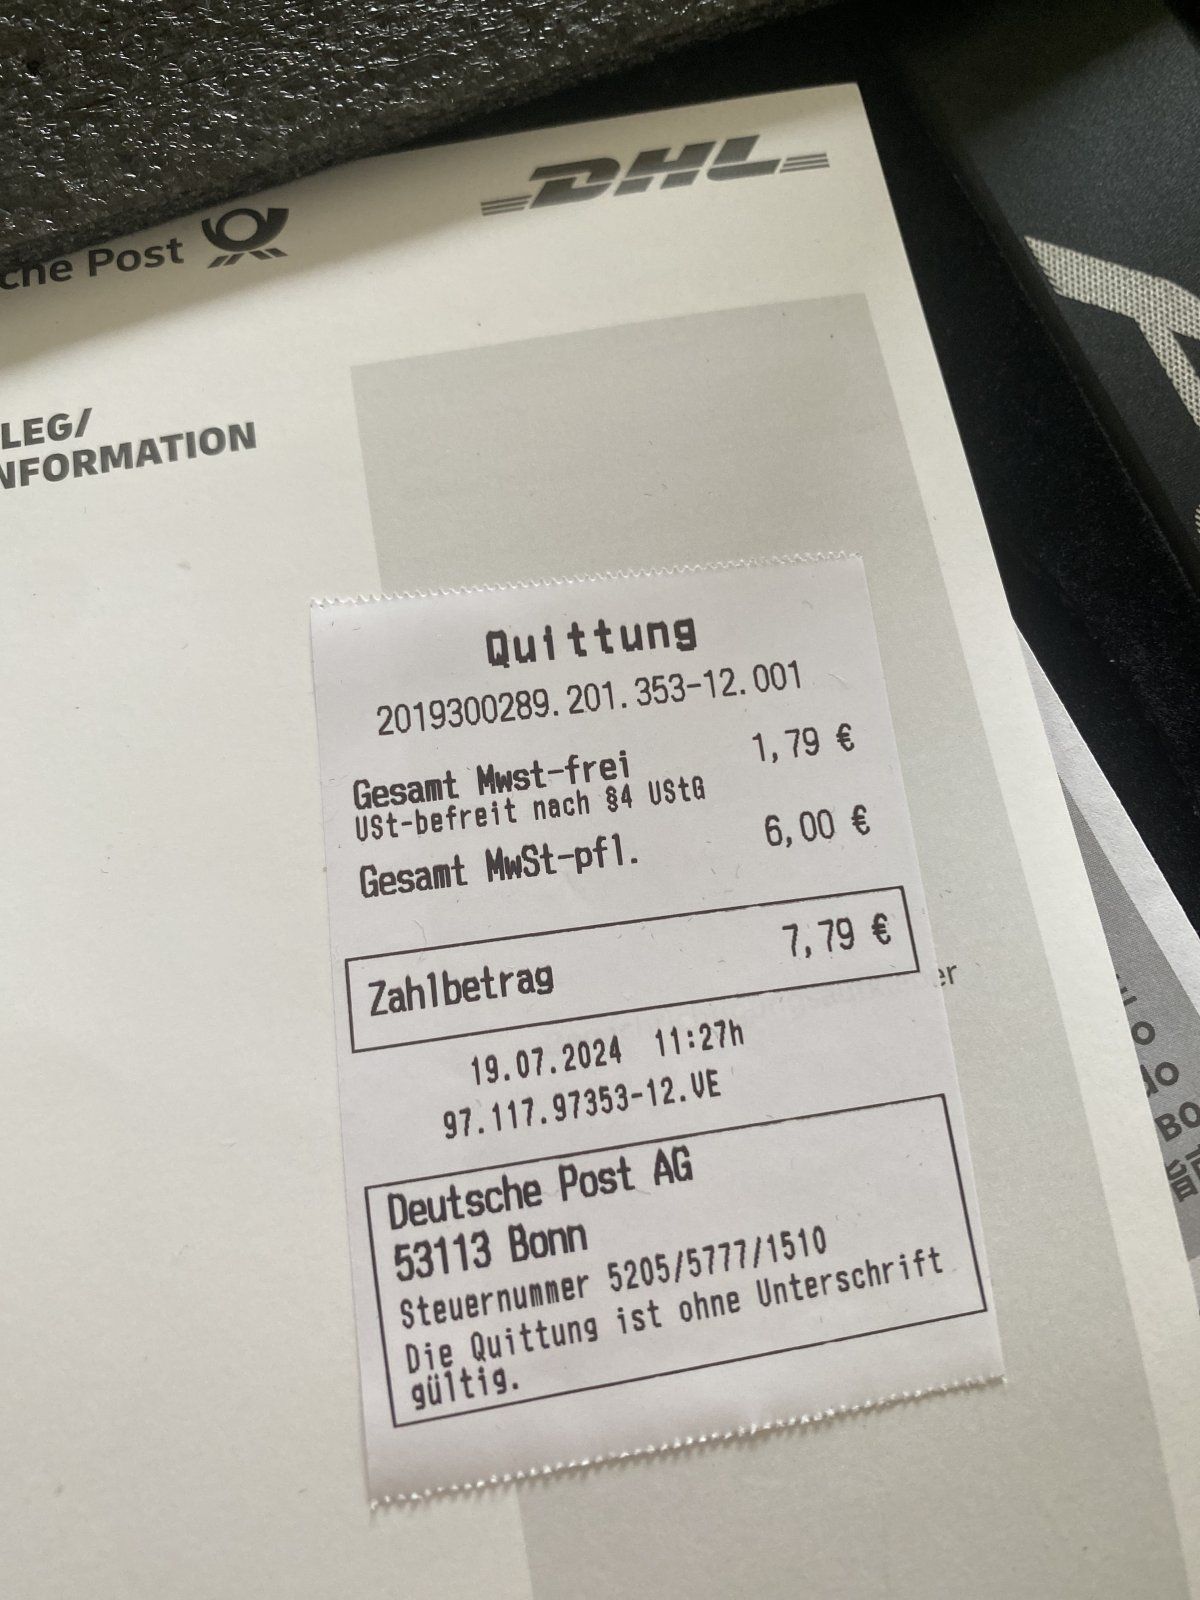 DHL
Post
LEG/
NFORMATION
Quittung
2019300289.201.353-12.001
Gesamt Mwst-frei 1,79 €
USt-befreit nach §4 UStG
Gesamt MwSt-pfl. 6,00 €
Zahlbetrag 7,79 €
19.07.2024 11:27h
97.117.97353-12.VE
Deutsche Post AG
53113 Bonn
Steuernummer 5205/5777/1510
Die Quittung ist ohne Unterschrift
gültig.